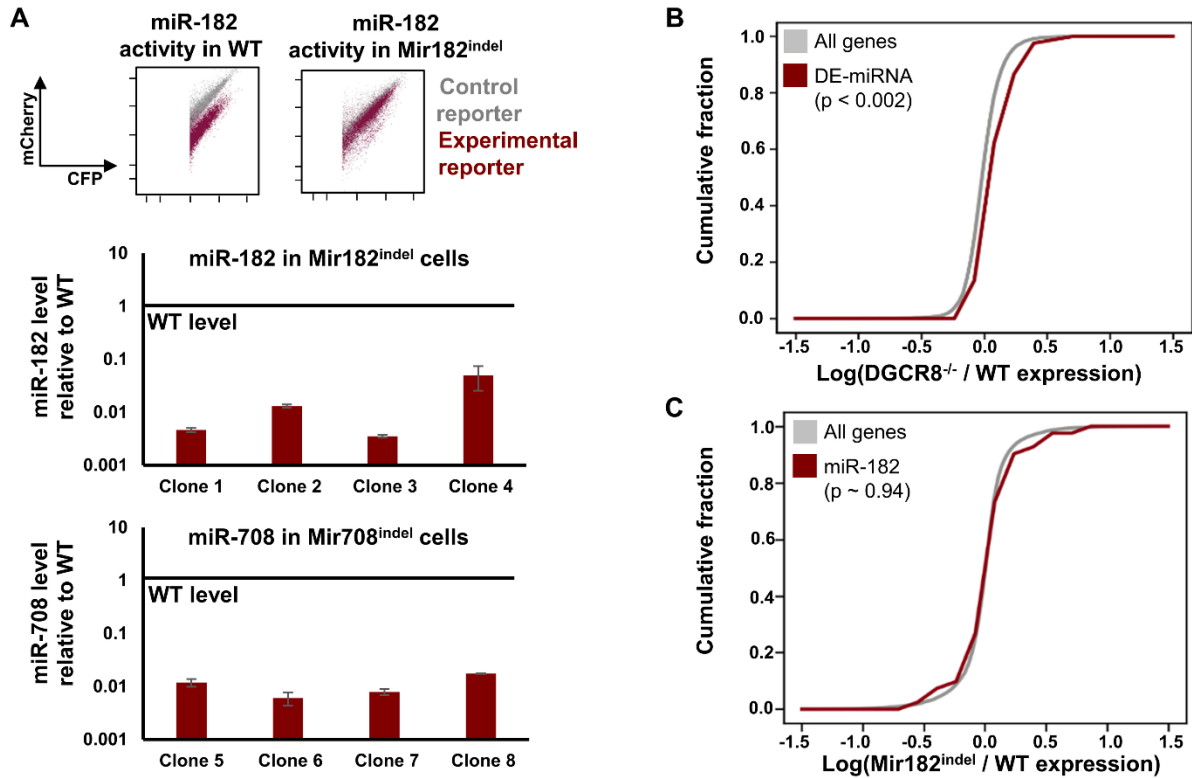 A
miR-182
activity in WT
miR-182
activity in Mir182indel
mCherry
CFP
Control
reporter
Experimental
reporter
miR-182 level
relative to WT
10
1
0.1
0.01
0.001
miR-182 in Mir182indel cells
WT level
Clone 1 Clone 2 Clone 3 Clone 4
miR-708 level
relative to WT
10
1
0.1
0.01
0.001
miR-708 in Mir708indel cells
WT level
Clone 5 Clone 6 Clone 7 Clone 8
B
Cumulative fraction
1.0
0.8
0.6
0.4
0.2
0.0
All genes
DE-miRNA
(p < 0.002)
-1.5 -1.0 -0.5 0.0 0.5 1.0 1.5
Log(DGCR8-/- / WT expression)
C
Cumulative fraction
1.0
0.8
0.6
0.4
0.2
0.0
All genes
miR-182
(p ~ 0.94)
-1.5 -1.0 -0.5 0.0 0.5 1.0 1.5
Log(Mir182indel / WT expression)